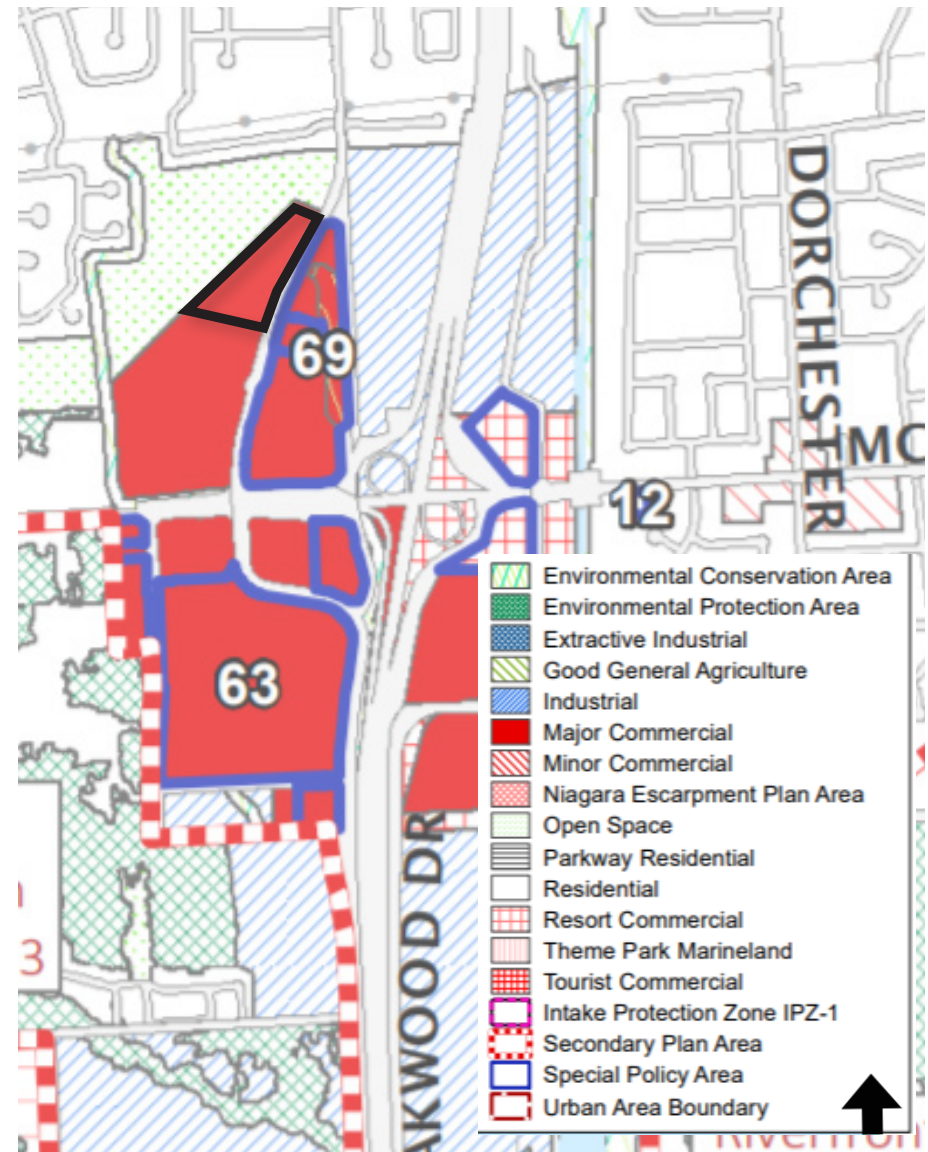 DORCHESTER
69
MC
12
63
AKWOOD DR
3
Environmental Conservation Area
Environmental Protection Area
Extractive Industrial
Good General Agriculture
Industrial
Major Commercial
Minor Commercial
Niagara Escarpment Plan Area
Open Space
Parkway Residential
Residential
Resort Commercial
Theme Park Marineland
Tourist Commercial
Intake Protection Zone IPZ-1
Secondary Plan Area
Special Policy Area
Urban Area Boundary